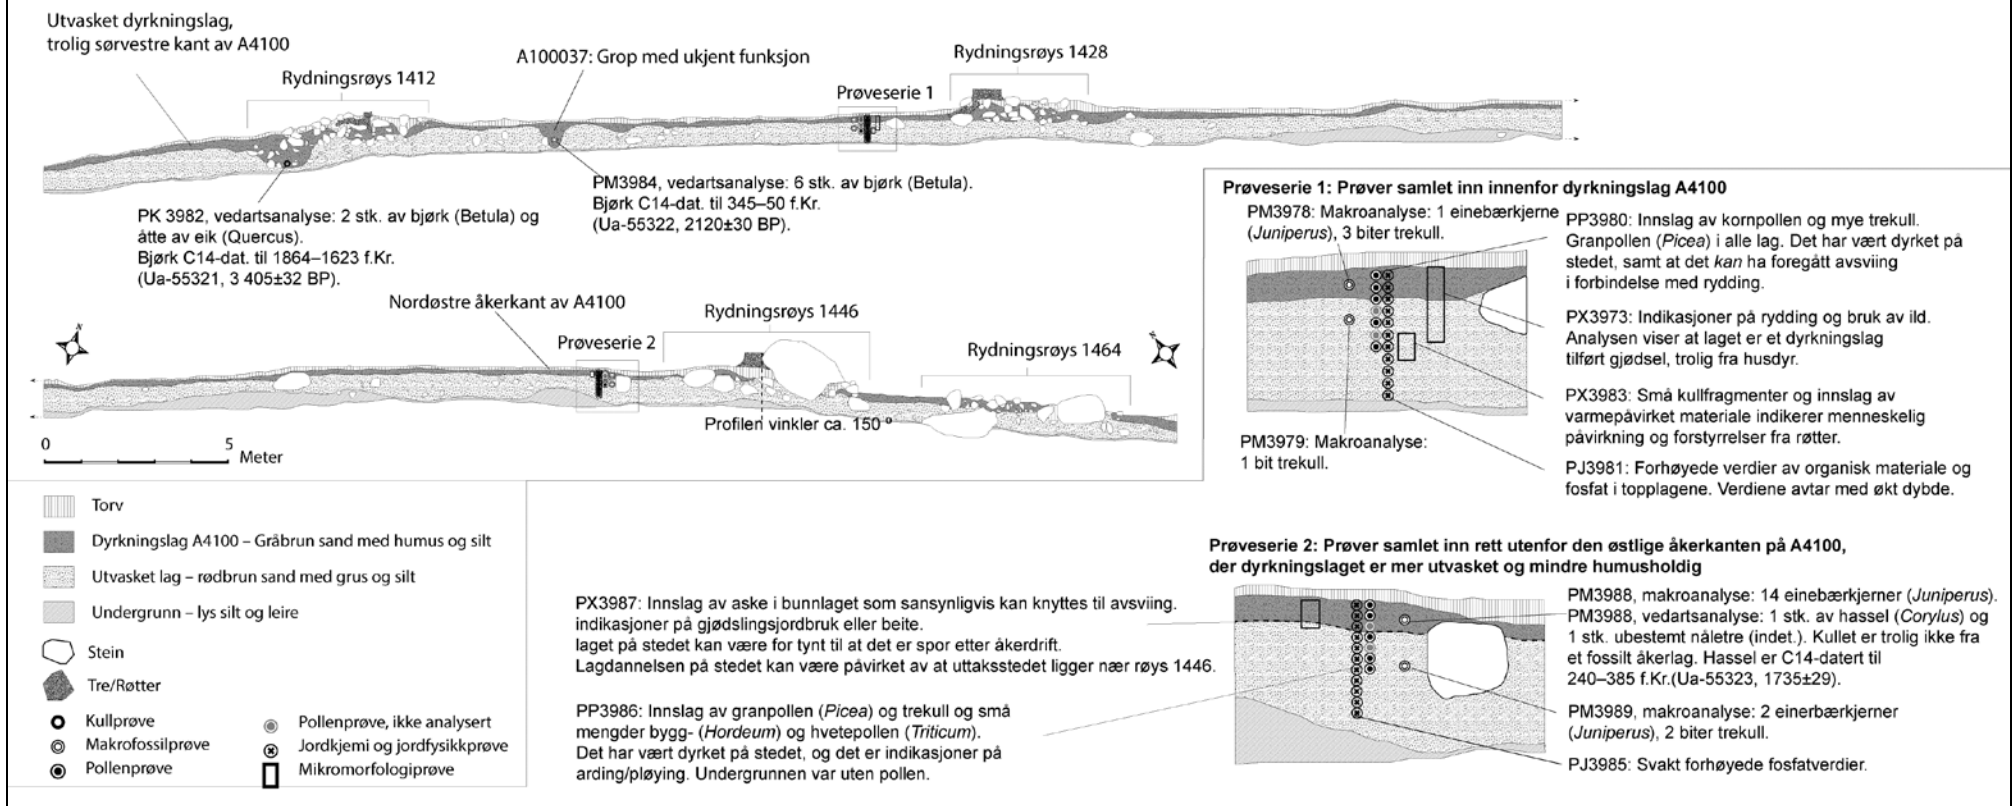 Utvasket dyrkningslag,
trolig sørvestre kant av A4100
Rydningsrøys 1412
A100037: Grop med ukjent funksjon
Prøveserie 1
Rydningsrøys 1428
PK 3982, vedartsanalyse: 2 stk. av bjørk (Betula) og
åtte av eik (Quercus).
Bjørk C14-dat. til 1864–1623 f.Kr.
(Ua-55321, 3 405±32 BP).
PM3984, vedartsanalyse: 6 stk. av bjørk (Betula).
Bjørk C14-dat. til 345–50 f.Kr.
(Ua-55322, 2120±30 BP).
N
Nordøstre åkerkant av A4100
Prøveserie 2
Rydningsrøys 1446
Rydningsrøys 1464
Profilen vinkler ca. 150°
0 5
Meter
Torv
Dyrkningslag A4100 – Gråbrun sand med humus og silt
Utvasket lag – rødbrun sand med grus og silt
Undergrunn – lys silt og leire
Stein
Tre/Røtter
Kullprøve
Makrofossilprøve
Pollenprøve
Pollenprøve, ikke analysert
Jordkjemi og jordfysikkprøve
Mikromorfologiprøve
Prøveserie 1: Prøver samlet inn innenfor dyrkningslag A4100
PM3978: Makroanalyse: 1 einebærkjerne
(Juniperus), 3 biter trekull.
PM3979: Makroanalyse:
1 bit trekull.
PP3980: Innslag av kornpollen og mye trekull.
Granpollen (Picea) i alle lag. Det har vært dyrket på
stedet, samt at det kan ha foregått avsviing
i forbindelse med rydding.
PX3973: Indikasjoner på rydding og bruk av ild.
Analysen viser at laget er et dyrkningslag
tilført gjødsel, trolig fra husdyr.
PX3983: Små kullfragmenter og innslag av
varmepåvirket materiale indikerer menneskelig
påvirkning og forstyrrelser fra røtter.
PJ3981: Forhøyede verdier av organisk materiale og
fosfat i topplagene. Verdiene avtar med økt dybde.
Prøveserie 2: Prøver samlet inn rett utenfor den østlige åkerkanten på A4100,
der dyrkningslaget er mer utvasket og mindre humusholdig
PX3987: Innslag av aske i bunnlaget som sansynligvis kan knyttes til avsviing.
indikasjoner på gjødslingsjordbruk eller beite.
laget på stedet kan være for tynt til at det er spor etter åkerdrift.
Lagdannelsen på stedet kan være påvirket av at uttaksstedet ligger nær røys 1446.
PP3986: Innslag av granpollen (Picea) og trekull og små
mengder bygg- (Hordeum) og hvetepollen (Triticum).
Det har vært dyrket på stedet, og det er indikasjoner på
arding/pløying. Undergrunnen var uten pollen.
PM3988, makroanalyse: 14 einebærkjerner (Juniperus).
PM3988, vedartsanalyse: 1 stk. av hassel (Corylus) og
1 stk. ubestemt nåletre (indet.). Kullet er trolig ikke fra
et fossilt åkerlag. Hassel er C14-datert til
240–385 f.Kr.(Ua-55323, 1735±29).
PM3989, makroanalyse: 2 einerbærkjerner
(Juniperus), 2 biter trekull.
PJ3985: Svakt forhøyede fosfatverdier.